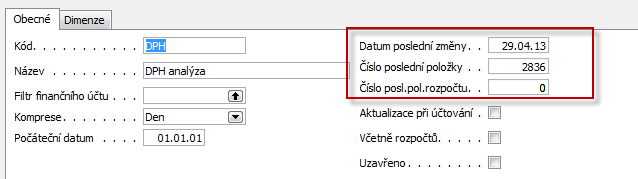 Obecné Dimenze
Kód. . . . . . . . . . . DPH
Název . . . . . . . . . DPH analýza
Filtr finančního účtu . .
Komprese. . . . . . . . Den
Počáteční datum . . . . 01.01.01
Datum poslední změny. . 29.04.13
Číslo poslední položky . . 2836
Číslo posl.pol.rozpočtu. . 0
Aktualizace při účtování .
Včetně rozpočtů. . . . .
Uzavřeno . . . . . . . .